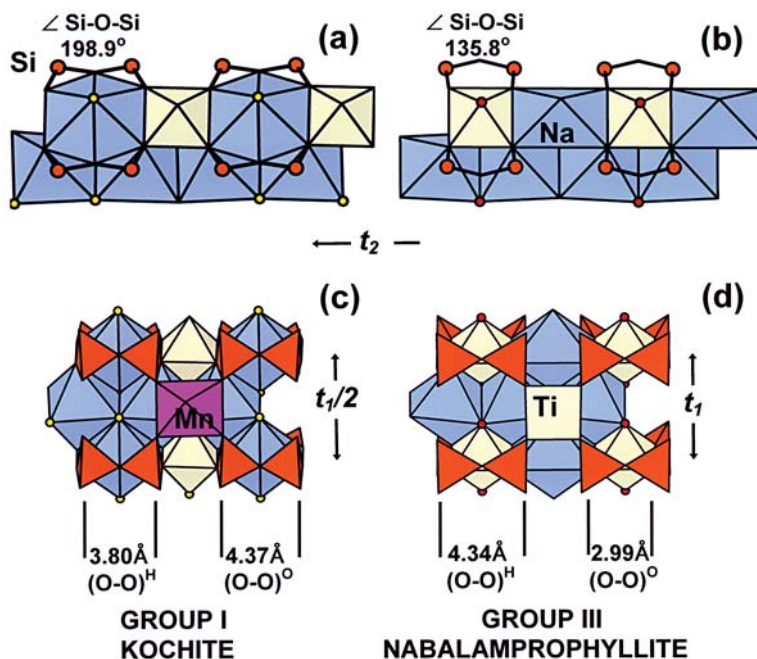 ∠ Si-O-Si
198.9°
(a)
Si
∠ Si-O-Si
135.8°
(b)
Na
← t₂ —
(c)
Mn
t₁/2
(d)
Ti
t₁
3.80Å
(O-O)ᴴ
4.37Å
(O-O)ᴼ
4.34Å
(O-O)ᴴ
2.99Å
(O-O)ᴼ
GROUP I
KOCHITE
GROUP III
NABALAMPROPHYLLITE